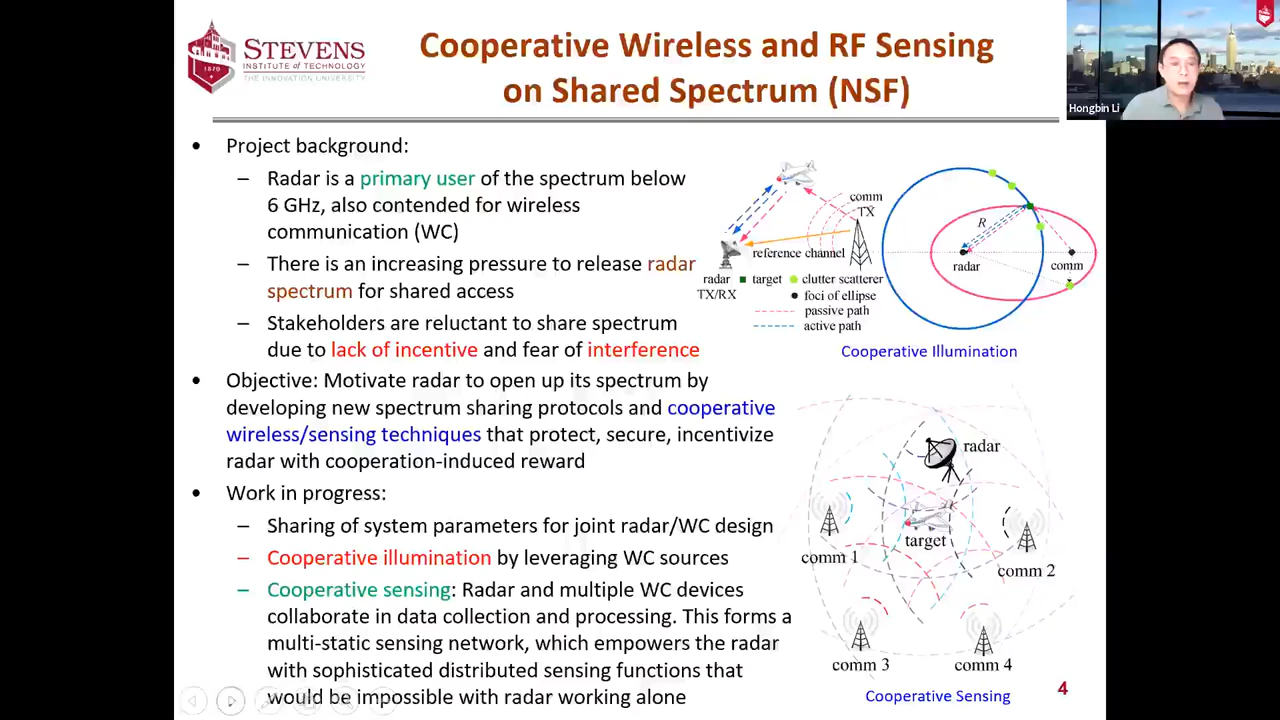 STEVENS
INSTITUTE of TECHNOLOGY
THE INNOVATION UNIVERSITY
1870
Cooperative Wireless and RF Sensing
on Shared Spectrum (NSF)
Hongbin Li
• Project background:
– Radar is a primary user of the spectrum below
6 GHz, also contended for wireless
communication (WC)
– There is an increasing pressure to release radar
spectrum for shared access
– Stakeholders are reluctant to share spectrum
due to lack of incentive and fear of interference
• Objective: Motivate radar to open up its spectrum by
developing new spectrum sharing protocols and cooperative
wireless/sensing techniques that protect, secure, incentivize
radar with cooperation-induced reward
• Work in progress:
– Sharing of system parameters for joint radar/WC design
– Cooperative illumination by leveraging WC sources
– Cooperative sensing: Radar and multiple WC devices
collaborate in data collection and processing. This forms a
multi-static sensing network, which empowers the radar
with sophisticated distributed sensing functions that
would be impossible with radar working alone
comm
TX
reference channel
radar
TX/RX
target
clutter scatterer
foci of ellipse
passive path
active path
R
radar
comm
Cooperative Illumination
radar
target
comm 1
comm 2
comm 3
comm 4
Cooperative Sensing
4